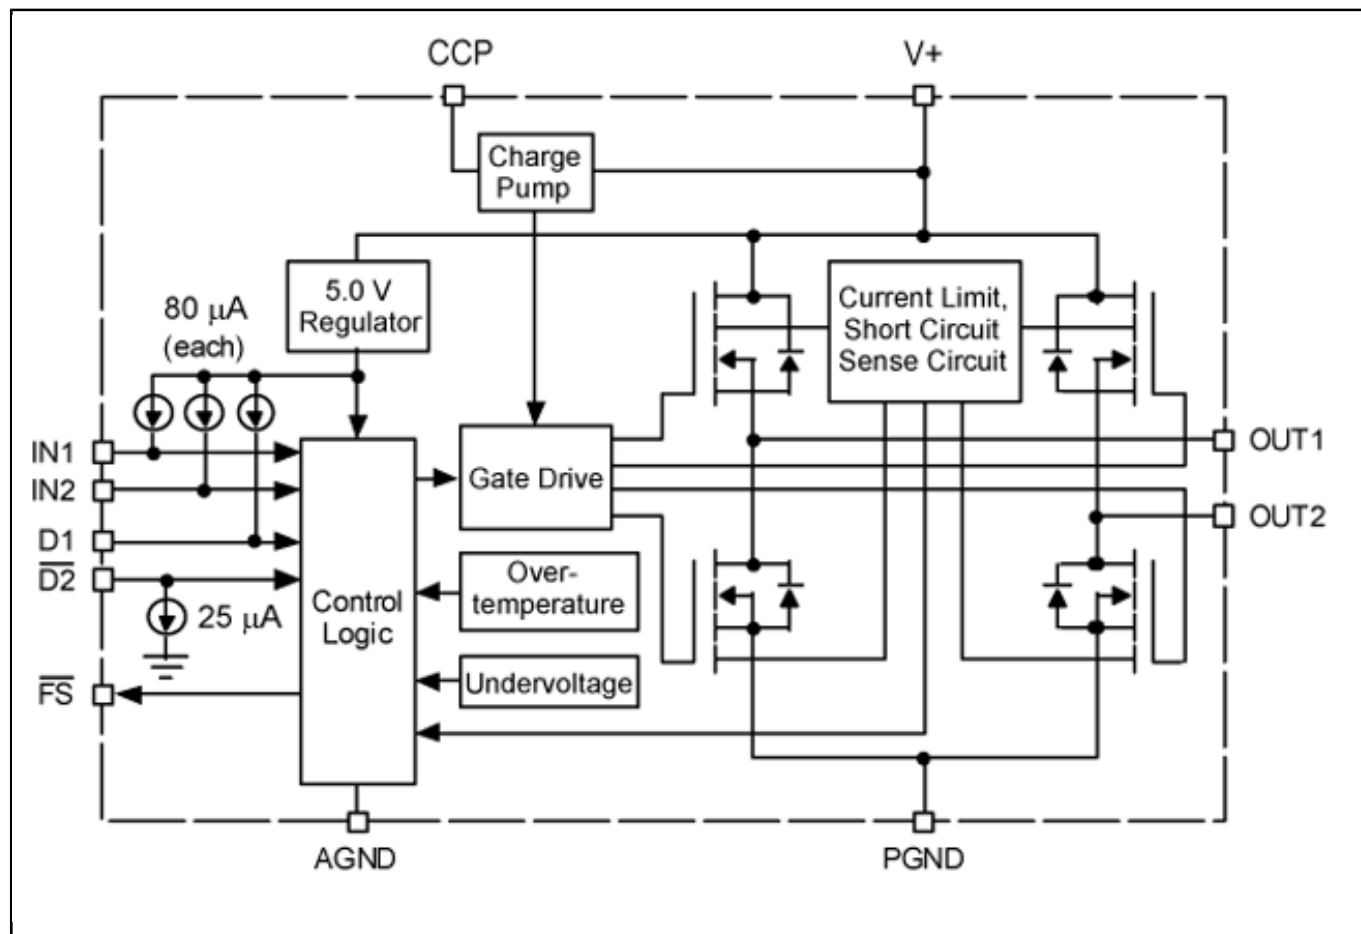 CCP
V+
Charge
Pump
5.0 V
Regulator
80 μA
(each)
Current Limit,
Short Circuit
Sense Circuit
IN1
IN2
D1
D2
FS
OUT1
OUT2
Gate Drive
Control
Logic
Over-
temperature
25 μA
Undervoltage
AGND
PGND